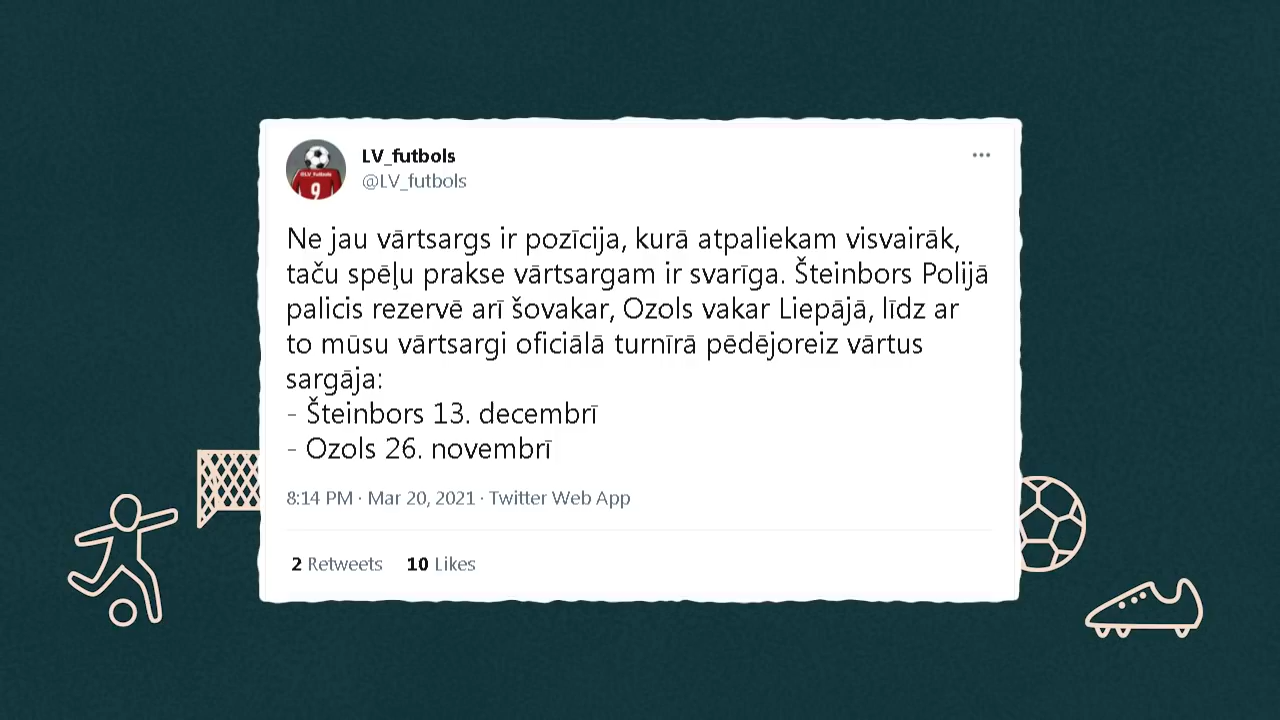 LV_futbols
@LV_futbols
Ne jau vārtsargs ir pozīcija, kurā atpaliekam visvairāk,
taču spēļu prakse vārtsargam ir svarīga. Šteinbors Polijā
palicis rezervē arī šovakar, Ozols vakar Liepājā, līdz ar
to mūsu vārtsargi oficiālā turnīrā pēdējoreiz vārtus
sargāja:
- Šteinbors 13. decembrī
- Ozols 26. novembrī
8:14 PM · Mar 20, 2021 · Twitter Web App
2 Retweets 10 Likes
@LV_futbols
9